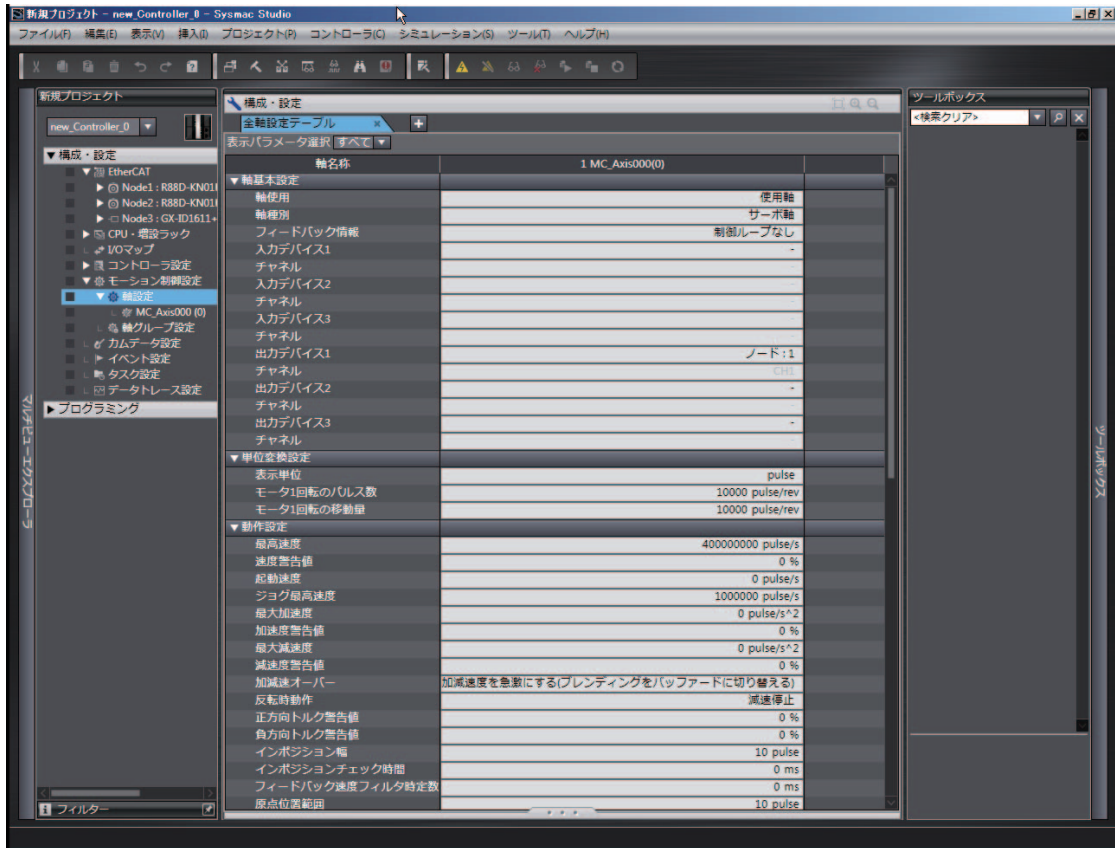 新規プロジェクト - new_Controller_0 - Sysmac Studio
ファイル(F) 編集(E) 表示(V) 挿入(I) プロジェクト(P) コントローラ(C) シミュレーション(S) ツール(T) ヘルプ(H)
マルチビューエクスプローラ
新規プロジェクト
new_Controller_0
構成・設定
EtherCAT
Node1 : R88D-KN01
Node2 : R88D-KN01
Node3 : GX-ID1611+
CPU・増設ラック
I/Oマップ
コントローラ設定
モーション制御設定
軸設定
MC_Axis000 (0)
軸グループ設定
カムデータ設定
イベント設定
タスク設定
データトレース設定
プログラミング
フィルター
構成・設定
全軸設定テーブル
表示パラメータ選択 すべて
軸名称 1 MC_Axis000(0)
軸基本設定
軸使用 使用軸
軸種別 サーボ軸
フィードバック情報 制御ループなし
入力デバイス1 -
チャネル
入力デバイス2
チャネル
入力デバイス3
チャネル
出力デバイス1 ノード:1
チャネル CH1
出力デバイス2 -
チャネル
出力デバイス3 -
チャネル
単位変換設定
表示単位 pulse
モータ1回転のパルス数 10000 pulse/rev
モータ1回転の移動量 10000 pulse/rev
動作設定
最高速度 400000000 pulse/s
速度警告値 0 %
起動速度 0 pulse/s
ジョグ最高速度 1000000 pulse/s
最大加速度 0 pulse/s^2
加速度警告値 0 %
最大減速度 0 pulse/s^2
減速度警告値 0 %
加減速オーバー 加減速度を急激にする(ブレンディングをバッファードに切り替える)
反転時動作 減速停止
正方向トルク警告値 0 %
負方向トルク警告値 0 %
インポジション幅 10 pulse
インポジションチェック時間 0 ms
フィードバック速度フィルタ時定数 0 ms
原点位置範囲 10 pulse
ツールボックス
<検索クリア>
ツールボックス